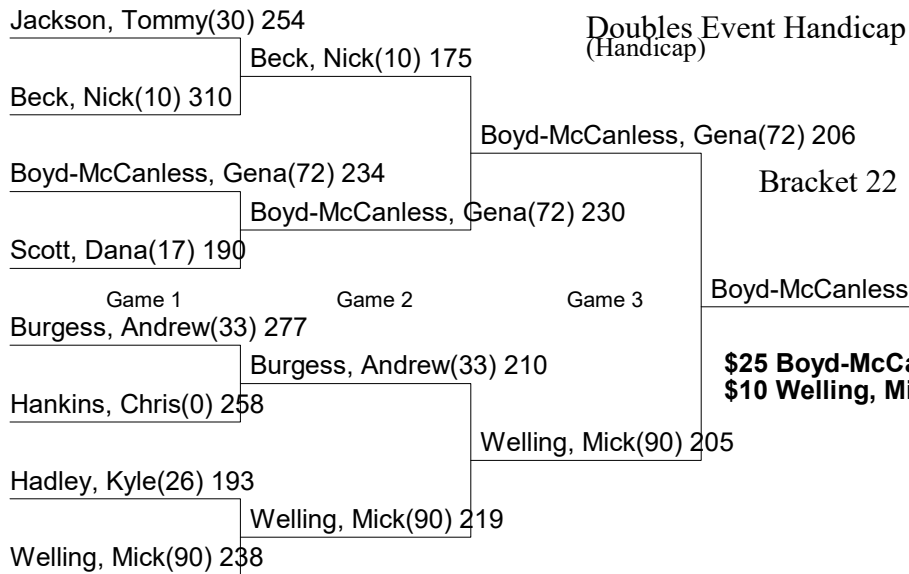 Jackson, Tommy(30) 254
Doubles Event Handicap
(Handicap)
Beck, Nick(10) 175
Beck, Nick(10) 310
Boyd-McCanless, Gena(72) 206
Boyd-McCanless, Gena(72) 234
Bracket 22
Boyd-McCanless, Gena(72) 230
Scott, Dana(17) 190
Game 1
Game 2
Game 3
Boyd-McCanless
Burgess, Andrew(33) 277
Burgess, Andrew(33) 210
$25 Boyd-McCa
$10 Welling, Mi
Hankins, Chris(0) 258
Welling, Mick(90) 205
Hadley, Kyle(26) 193
Welling, Mick(90) 219
Welling, Mick(90) 238